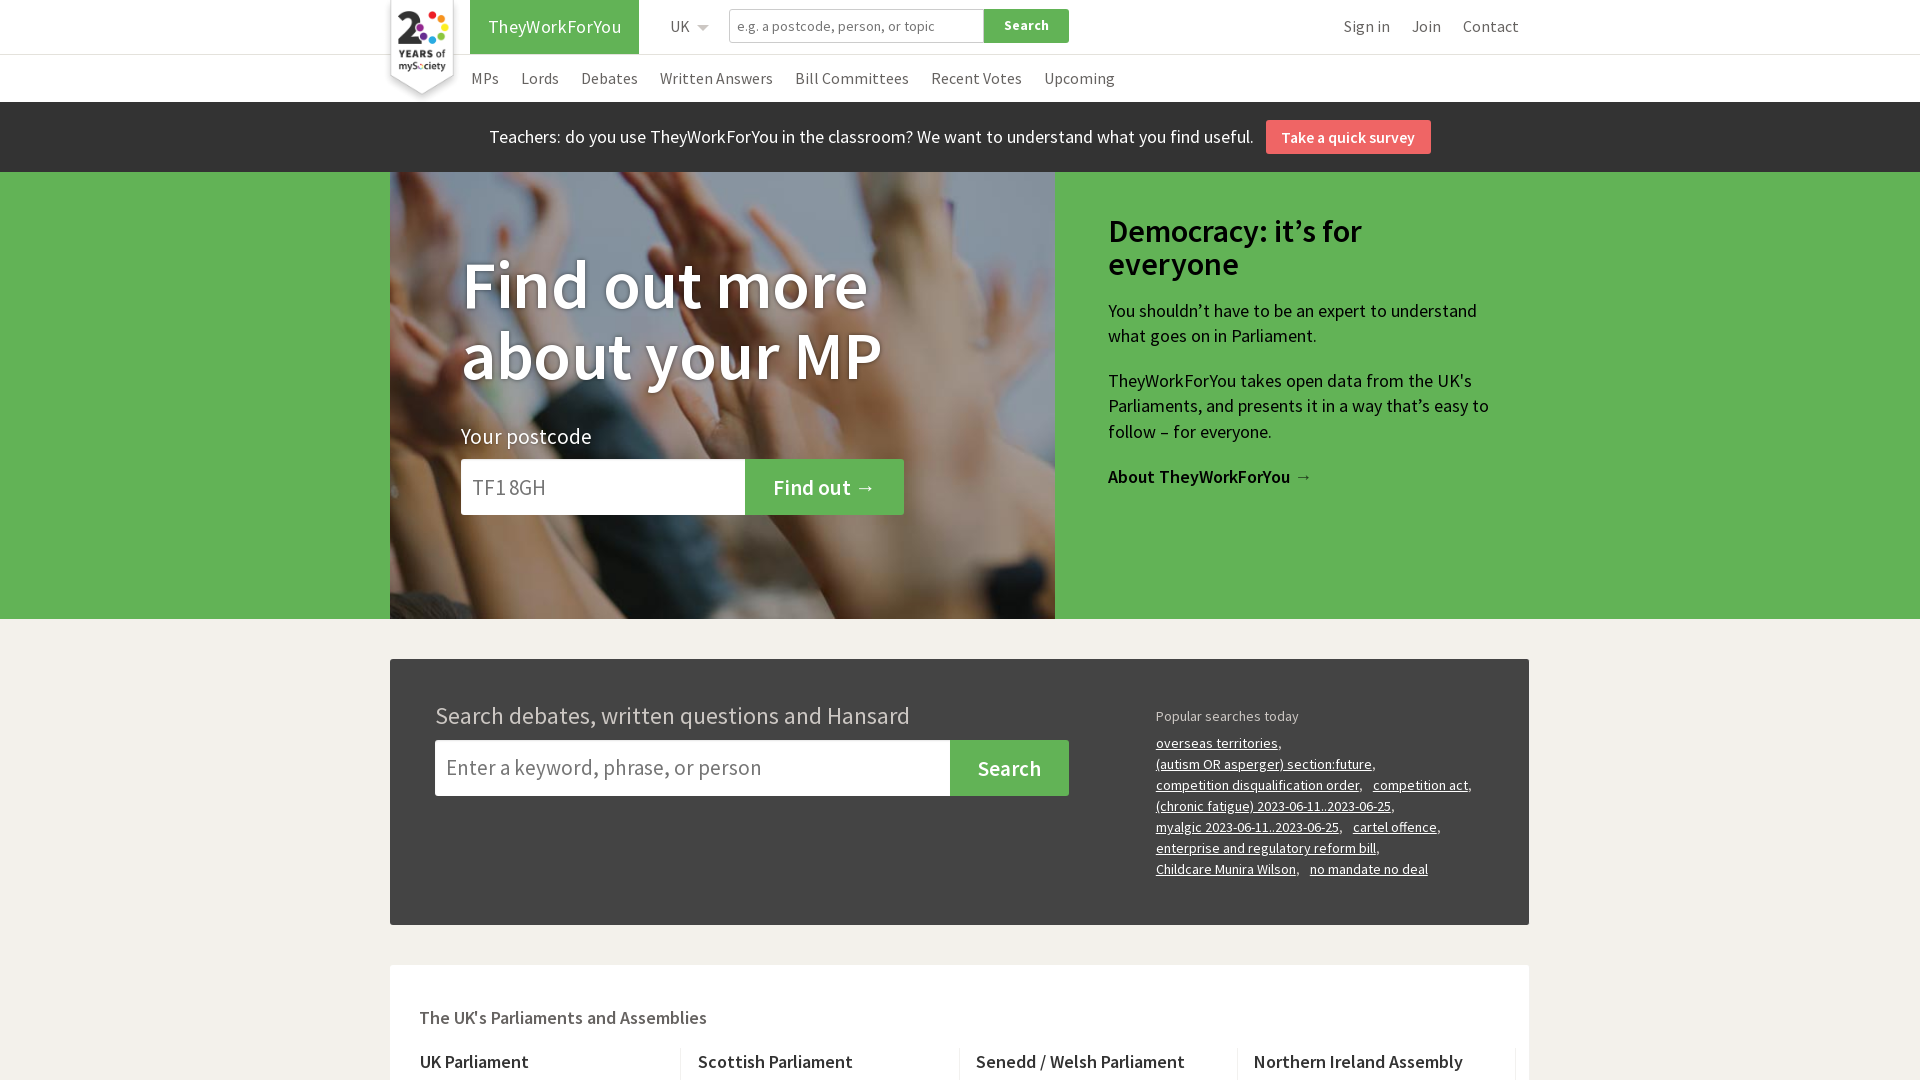 20
YEARS of
mySociety
TheyWorkForYou
UK
e.g. a postcode, person, or topic
Search
Sign in
Join
Contact
MPs
Lords
Debates
Written Answers
Bill Committees
Recent Votes
Upcoming
Teachers: do you use TheyWorkForYou in the classroom? We want to understand what you find useful.
Take a quick survey
Find out more
about your MP
Your postcode
TF1 8GH
Find out →
Democracy: it’s for
everyone
You shouldn’t have to be an expert to understand
what goes on in Parliament.
TheyWorkForYou takes open data from the UK's
Parliaments, and presents it in a way that’s easy to
follow – for everyone.
About TheyWorkForYou →
Search debates, written questions and Hansard
Enter a keyword, phrase, or person
Search
Popular searches today
overseas territories,
(autism OR asperger) section:future,
competition disqualification order, competition act,
(chronic fatigue) 2023-06-11..2023-06-25,
myalgic 2023-06-11..2023-06-25, cartel offence,
enterprise and regulatory reform bill,
Childcare Munira Wilson, no mandate no deal
The UK's Parliaments and Assemblies
UK Parliament
Scottish Parliament
Senedd / Welsh Parliament
Northern Ireland Assembly